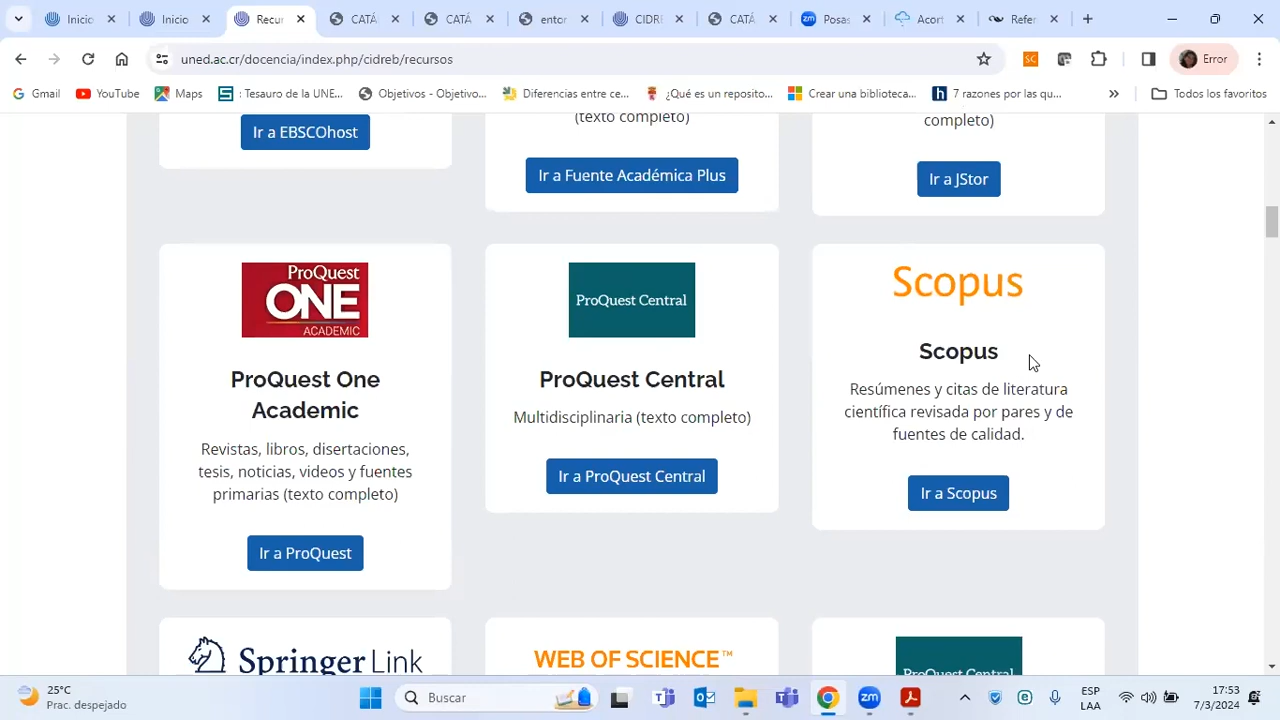 Inicio
Inicio
Recur
CATÁ
CATÁ
entor
CIDRE
CATÁ
Posas
Acort
Refer
uned.ac.cr/docencia/index.php/cidreb/recursos
Error
Gmail
YouTube
Maps
: Tesauro de la UNE...
Objetivos - Objetivo...
Diferencias entre ce...
¿Qué es un reposito...
Crear una biblioteca...
7 razones por las qu...
Todos los favoritos
Ir a EBSCOhost
(texto completo)
Ir a Fuente Académica Plus
completo)
Ir a JStor
ProQuest
ONE
ACADEMIC
ProQuest One
Academic
Revistas, libros, disertaciones,
tesis, noticias, videos y fuentes
primarias (texto completo)
Ir a ProQuest
ProQuest Central
ProQuest Central
Multidisciplinaria (texto completo)
Ir a ProQuest Central
Scopus
Scopus
Resúmenes y citas de literatura
científica revisada por pares y de
fuentes de calidad.
Ir a Scopus
Springer Link
WEB OF SCIENCE™
ProQuest Central
25°C
Prac. despejado
Buscar
ESP
LAA
17:53
7/3/2024